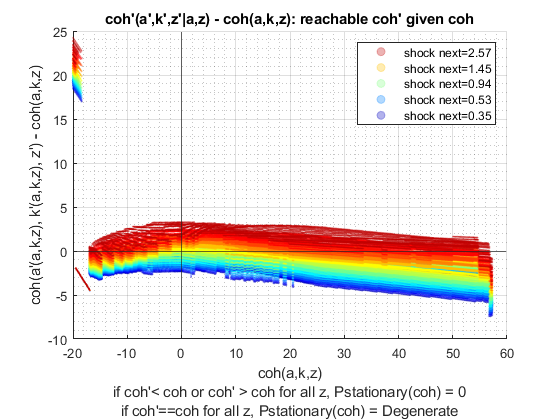 coh'(a',k',z'|a,z) - coh(a,k,z): reachable coh' given coh
25
20
15
10
5
0
-5
-10
coh(a'(a,k,z), k'(a,k,z), z') - coh(a,k,z)
shock next=2.57
shock next=1.45
shock next=0.94
shock next=0.53
shock next=0.35
-20 -10 0 10 20 30 40 50 60
coh(a,k,z)
if coh'< coh or coh' > coh for all z, Pstationary(coh) = 0
if coh'==coh for all z, Pstationary(coh) = Degenerate